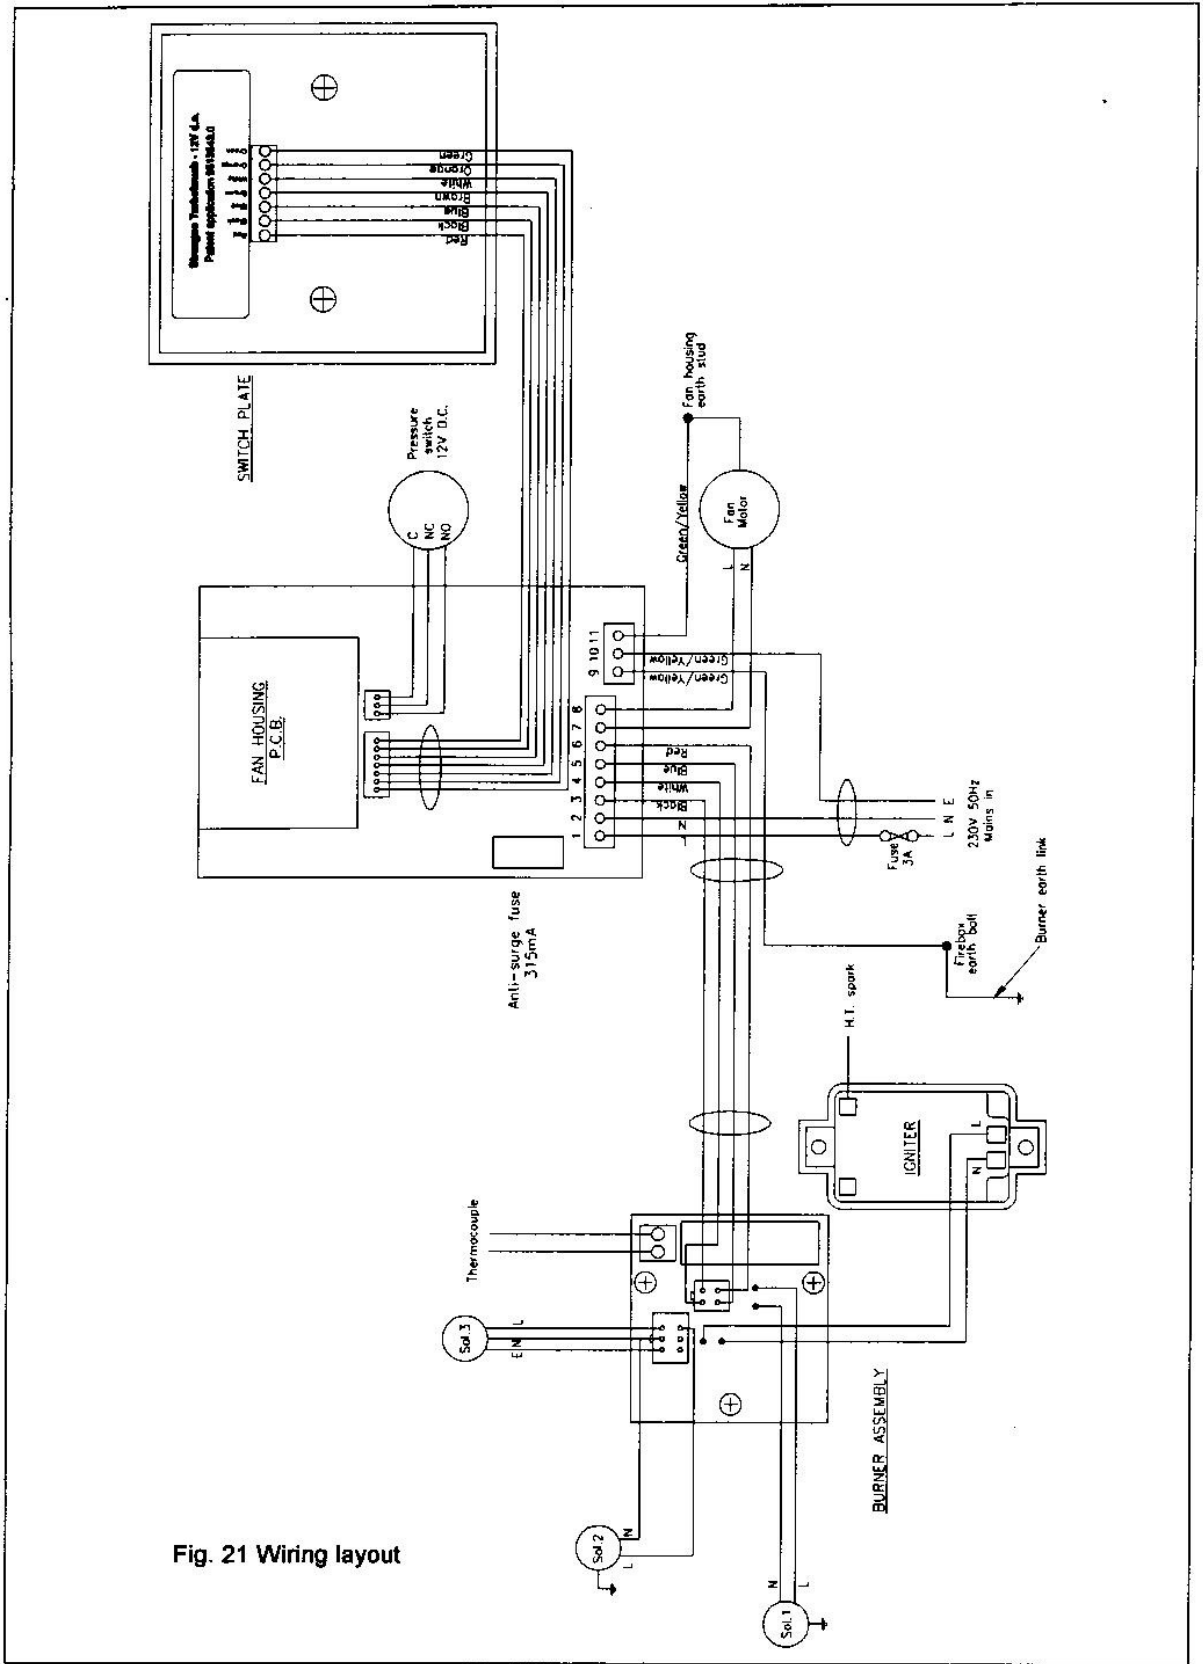 Patent application
SWITCH PLATE
Green
Orange
White
Brown
Blue
Black
Red
Pressure
switch
12V D.C.
C
NC
NO
FAN HOUSING
P.C.B.
Anti-surge fuse
315mA
1 2 3 4 5 6 7 8
9 10 11
L
N
Black
White
Blue
Red
Green/Yellow
Green/Yellow
Green/Yellow
Fan housing
earth stud
Fan
Motor
L
N
Fuse
3A
L N E
230V 50Hz
Mains in
Firebox
earth bolt
Burner earth link
H.T. spark
IGNITER
L
N
Thermocouple
Sol.3
L
N
E
Sol.2
N
L
Sol.1
N
L
BURNER ASSEMBLY
Fig. 21 Wiring layout